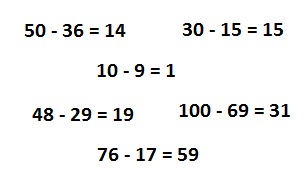 50 - 36 = 14
30 - 15 = 15
10 - 9 = 1
48 - 29 = 19
100 - 69 = 31
76 - 17 = 59